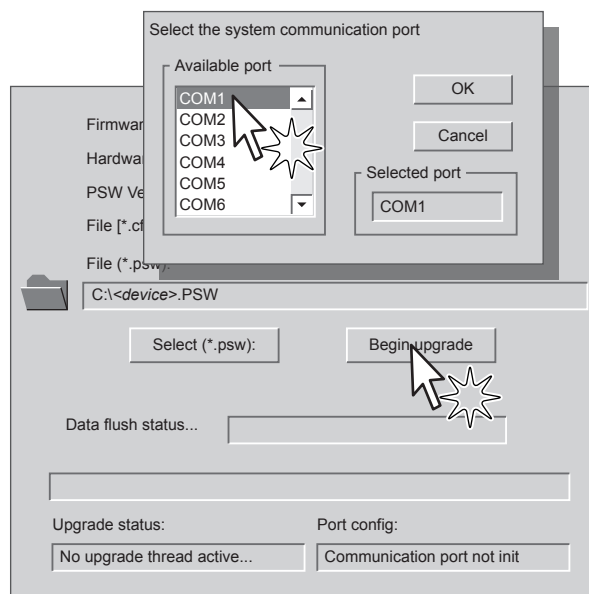 Select the system communication port
Available port
COM1
COM2
COM3
COM4
COM5
COM6
OK
Cancel
Selected port
COM1
File (*.psw):
C:\<device>.PSW
Select (*.psw):
Begin upgrade
Data flush status...
Upgrade status:
Port config:
No upgrade thread active...
Communication port not init